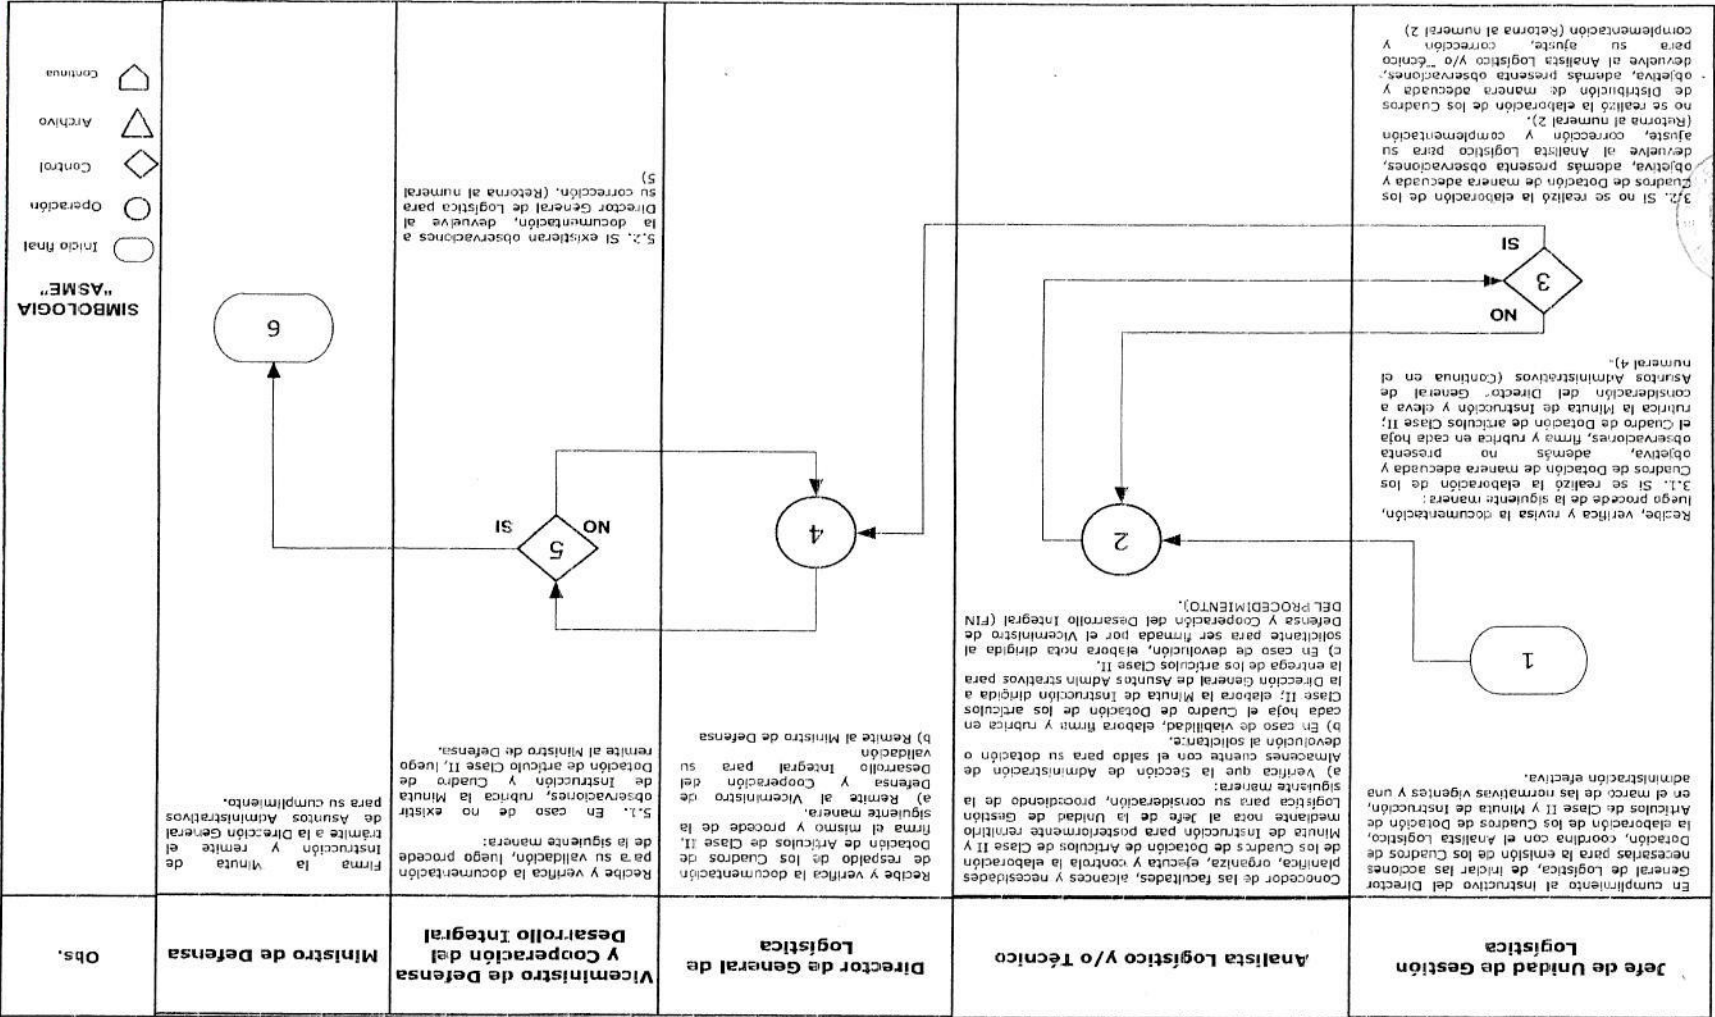 Jefe de Unidad de Gestión
Logística
Analista Logístico y/o Técnico
Director de General de
Logística
Viceministro de Defensa
y Cooperación del
Desarrollo Integral
Ministro de Defensa
Obs.
En cumplimiento al instructivo del Director
General de Logística, de iniciar las acciones
necesarias para la emisión de los Cuadros de
Dotación, coordina con el Analista Logístico,
la elaboración de los Cuadros de Dotación de
Artículos de Clase II y Minuta de Instrucción,
en el marco de las normativas vigentes y una
administración efectiva.
1
Recibe, verifica y revisa la documentación,
luego procede de la siguiente manera:
3.1. Si se realizó la elaboración de los
Cuadros de Dotación de manera adecuada y
objetiva, además no presenta
observaciones, firma y rubrica en cada hoja
el Cuadro de Dotación de artículos Clase II;
rubrica la Minuta de Instrucción y eleva a
consideración del Director General de
Asuntos Administrativos (Continua en el
numeral 4).
NO
3
SI
3.2. Si no se realizó la elaboración de los
Cuadros de Dotación de manera adecuada y
objetiva, además presenta observaciones,
devuelve al Analista Logístico para su
ajuste, corrección y complementación
(Retorna al numeral 2).
no se realizó la elaboración de los Cuadros
de Distribución de manera adecuada y
objetiva, además presenta observaciones,
devuelve al Analista Logístico y/o Técnico
para su ajuste, corrección y
complementación (Retorna al numeral 2)
Conocedor de las facultades, alcances y necesidades
planifica, organiza, ejecuta y controla la elaboración
de los Cuadros de Dotación de Artículos de Clase II y
Minuta de Instrucción para posteriormente remitirlo
mediante nota al Jefe de la Unidad de Gestión
Logística para su consideración, procediendo de la
siguiente manera:
a) Verifica que la Sección de Administración de
Almacenes cuente con el saldo para su dotación o
devolución al solicitante.
b) En caso de viabilidad, elabora firma y rubrica en
cada hoja el Cuadro de Dotación de los artículos
Clase II; elabora la Minuta de Instrucción dirigida a
la Dirección General de Asuntos Administrativos para
la entrega de los artículos Clase II.
c) En caso de devolución, elabora nota dirigida al
solicitante para ser firmada por el Viceministro de
Defensa y Cooperación del Desarrollo Integral (FIN
DEL PROCEDIMIENTO).
2
Recibe y verifica la documentación
de respaldo de los Cuadros de
Dotación de Artículos de Clase II,
firma el mismo y procede de la
siguiente manera.
a) Remite al Viceministro de
Defensa y Cooperación del
Desarrollo Integral para su
validación
b) Remite al Ministro de Defensa
4
Recibe y verifica la documentación
para su validación, luego procede
de la siguiente manera:
5.1. En caso de no existir
observaciones, rubrica la Minuta
de Instrucción y Cuadro de
Dotación de artículo Clase II, luego
remite al Ministro de Defensa.
NO
5
SI
5.2. Si existieran observaciones a
la documentación, devuelve al
Director General de Logística para
su corrección. (Retorna al numeral
5)
Firma la Minuta de
Instrucción y remite el
trámite a la Dirección General
de Asuntos Administrativos
para su cumplimiento.
6
SIMBOLOGIA
"ASME"
Inicio final
Operación
Control
Archivo
Continua